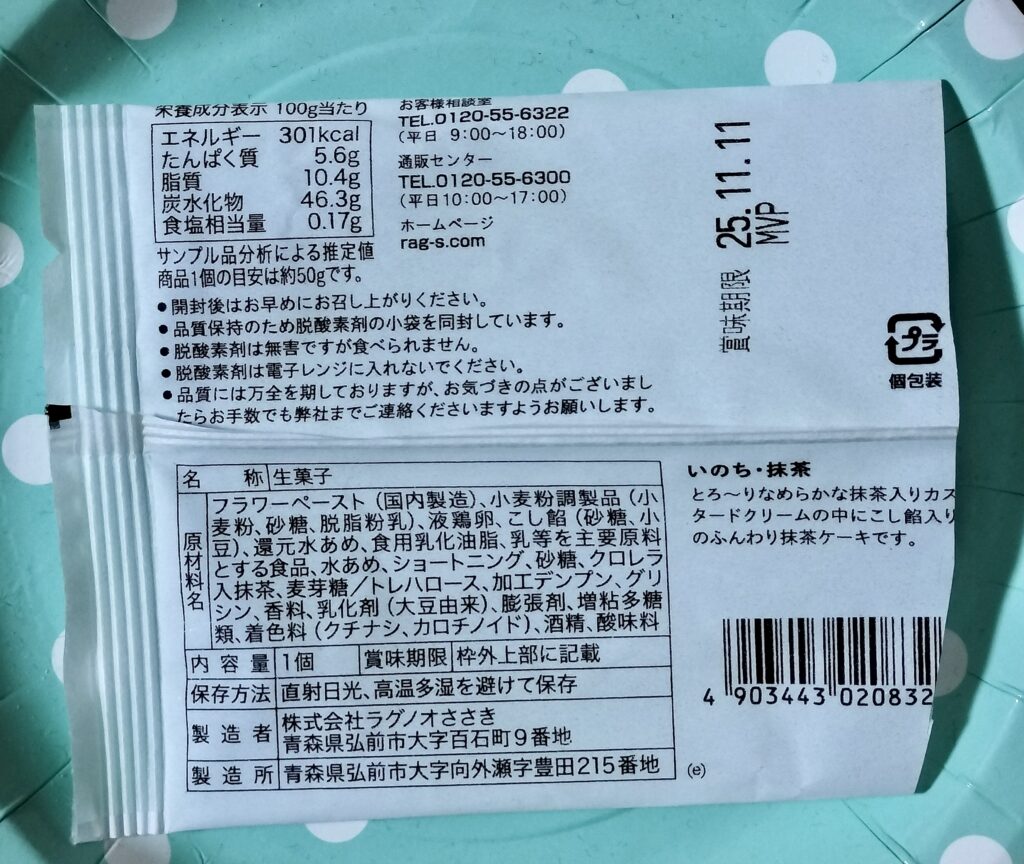 栄養成分表示 100g当たり
エネルギー 301kcal
たんぱく質 5.6g
脂質 10.4g
炭水化物 46.3g
食塩相当量 0.17g
サンプル品分析による推定値
商品1個の目安は約50gです。
お客様相談室
TEL.0120-55-6322
(平日 9:00~18:00)
通販センター
TEL.0120-55-6300
(平日10:00~17:00)
ホームページ
rag-s.com
●開封後はお早めにお召し上がりください。
●品質保持のため脱酸素剤の小袋を同封しています。
●脱酸素剤は無害ですが食べられません。
●脱酸素剤は電子レンジに入れないでください。
●品質には万全を期しておりますが、お気づきの点がございまし
たらお手数でも弊社までご連絡くださいますようお願いします。
賞味期限 25.11.11
MVP
プラ
個包装
名称 生菓子
原材料名
フラワーペースト(国内製造)、小麦粉調製品(小
麦粉、砂糖、脱脂粉乳)、液鶏卵、こし餡(砂糖、小
豆)、還元水あめ、食用乳化油脂、乳等を主要原料
とする食品、水あめ、ショートニング、砂糖、クロレラ
入抹茶、麦芽糖/トレハロース、加工デンプン、グリ
シン、香料、乳化剤(大豆由来)、膨張剤、増粘多糖
類、着色料(クチナシ、カロチノイド)、酒精、酸味料
内容量 1個 賞味期限 枠外上部に記載
保存方法 直射日光、高温多湿を避けて保存
製造者 株式会社ラグノオささき
青森県弘前市大字百石町9番地
製造所 青森県弘前市大字向外瀬字豊田215番地
(e)
いのち・抹茶
とろ~りなめらかな抹茶入りカス
タードクリームの中にこし餡入り
のふんわり抹茶ケーキです。
4 903443 020832